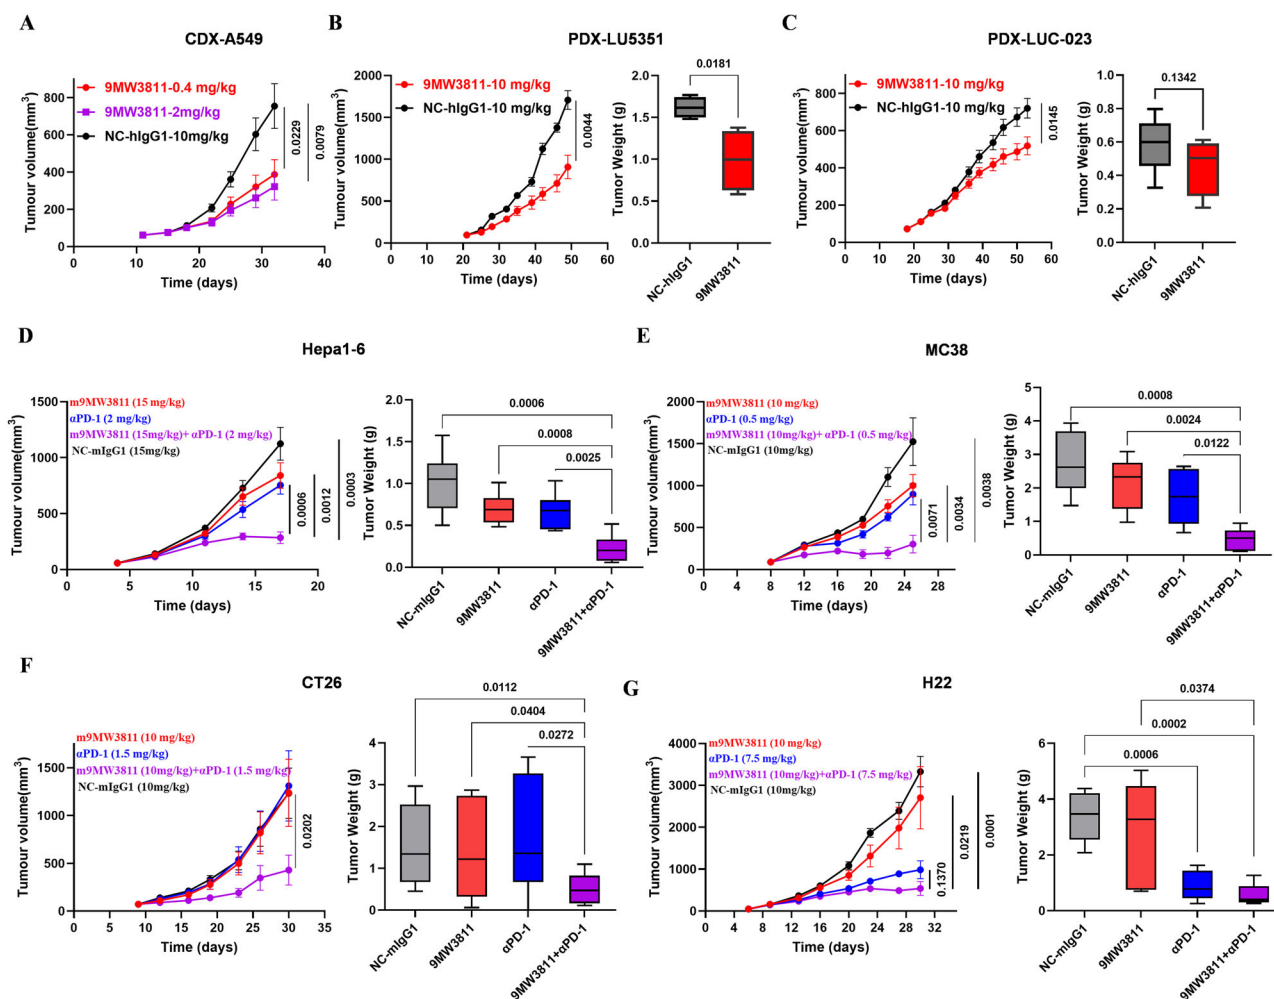 A
CDX-A549
Tumour volume(mm³)
800
600
400
200
0
9MW3811-0.4 mg/kg
9MW3811-2mg/kg
NC-hIgG1-10mg/kg
0.0229
0.0079
0 10 20 30 40
Time (days)
B
PDX-LU5351
Tumour volume(mm³)
2000
1500
1000
500
0
9MW3811-10 mg/kg
NC-hIgG1-10 mg/kg
0.0044
0 10 20 30 40 50 60
Time (days)
Tumor Weight (g)
2.0
1.5
1.0
0.5
0.0
0.0181
NC-hIgG1
9MW3811
C
PDX-LUC-023
Tumour volume(mm³)
800
600
400
200
0
9MW3811-10 mg/kg
NC-hIgG1-10 mg/kg
0.0145
0 15 30 45 60
Time (days)
Tumor Weight (g)
1.0
0.8
0.6
0.4
0.2
0.0
0.1342
NC-hIgG1
9MW3811
D
Hepa1-6
Tumour volume(mm³)
1500
1000
500
0
m9MW3811 (15 mg/kg)
αPD-1 (2 mg/kg)
m9MW3811 (15mg/kg)+ αPD-1 (2 mg/kg)
NC-mIgG1 (15mg/kg)
0.0006
0.0012
0.0003
0 5 10 15 20
Time (days)
Tumor Weight (g)
2.0
1.5
1.0
0.5
0.0
0.0006
0.0008
0.0025
NC-mIgG1
9MW3811
αPD-1
9MW3811+αPD-1
E
MC38
Tumour volume(mm³)
2000
1500
1000
500
0
m9MW3811 (10 mg/kg)
αPD-1 (0.5 mg/kg)
m9MW3811 (10mg/kg)+ αPD-1 (0.5 mg/kg)
NC-mIgG1 (10mg/kg)
0.0071
0.0034
0.0038
0 4 8 12 16 20 24 28
Time (days)
Tumor Weight (g)
5
4
3
2
1
0
0.0008
0.0024
0.0122
NC-mIgG1
9MW3811
αPD-1
9MW3811+αPD-1
F
CT26
Tumour volume(mm³)
1500
1000
500
0
m9MW3811 (10 mg/kg)
αPD-1 (1.5 mg/kg)
m9MW3811 (10mg/kg)+αPD-1 (1.5 mg/kg)
NC-mIgG1 (10mg/kg)
0.0202
0 5 10 15 20 25 30 35
Time (days)
Tumor Weight (g)
4
3
2
1
0
0.0112
0.0404
0.0272
NC-mIgG1
9MW3811
αPD-1
9MW3811+αPD-1
G
H22
Tumour volume(mm³)
4000
3000
2000
1000
0
m9MW3811 (10 mg/kg)
αPD-1 (7.5 mg/kg)
m9MW3811 (10mg/kg)+αPD-1 (7.5 mg/kg)
NC-mIgG1 (10mg/kg)
0.1370
0.0219
0.0001
0 4 8 12 16 20 24 28 32
Time (days)
Tumor Weight (g)
6
4
2
0
0.0374
0.0002
0.0006
NC-mIgG1
9MW3811
αPD-1
9MW3811+αPD-1